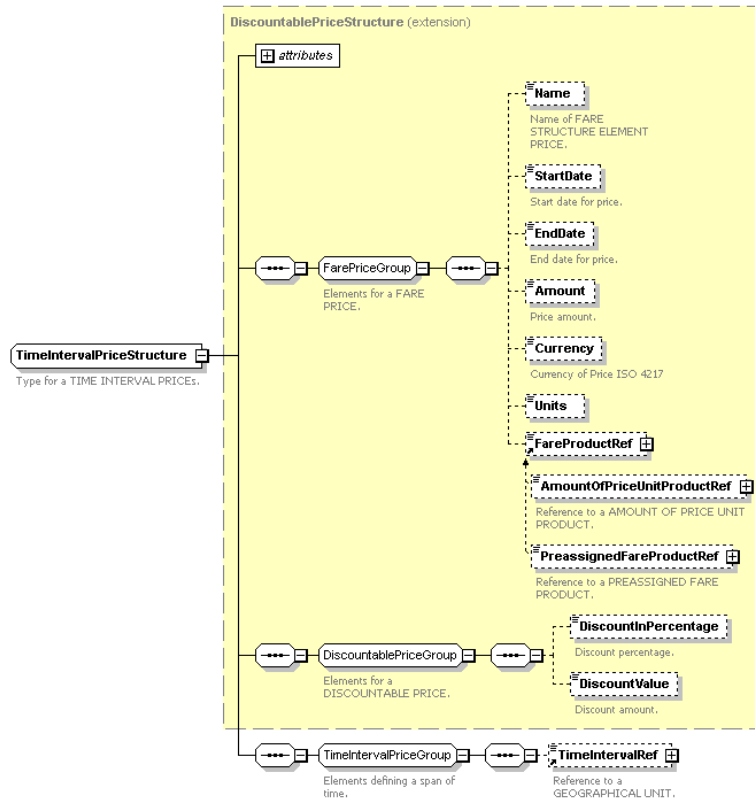 DiscountablePriceStructure (extension)
attributes
Name
Name of FARE
STRUCTURE ELEMENT
PRICE.
StartDate
Start date for price.
EndDate
End date for price.
FarePriceGroup
Elements for a FARE
PRICE.
Amount
Price amount.
Currency
Currency of Price ISO 4217
TimeIntervalPriceStructure
Type for a TIME INTERVAL PRICEs.
Units
FareProductRef
AmountOfPriceUnitProductRef
Reference to a AMOUNT OF PRICE UNIT
PRODUCT.
PreassignedFareProductRef
Reference to a PREASSIGNED FARE
PRODUCT.
DiscountablePriceGroup
Elements for a
DISCOUNTABLE PRICE.
DiscountInPercentage
Discount percentage.
DiscountValue
Discount amount.
TimeIntervalPriceGroup
Elements defining a span of
time.
TimeIntervalRef
Reference to a
GEOGRAPHICAL UNIT.